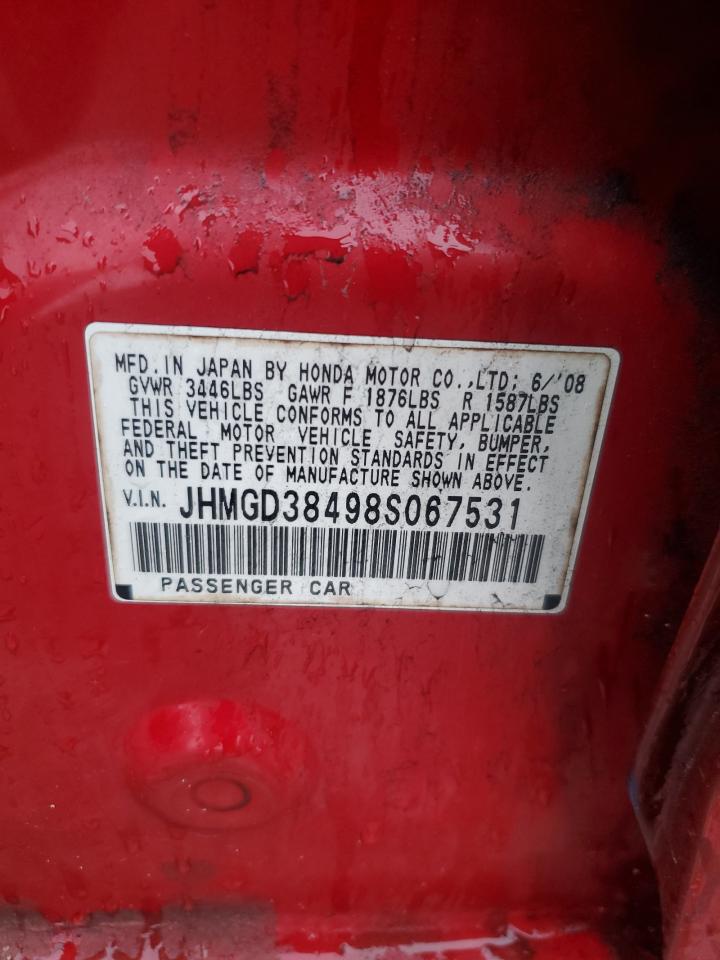 MFD. IN JAPAN BY HONDA MOTOR CO.,LTD; 6/'08
GVWR 3446LBS GAWR F 1876LBS R 1587LBS
THIS VEHICLE CONFORMS TO ALL APPLICABLE
FEDERAL MOTOR VEHICLE SAFETY, BUMPER,
AND THEFT PREVENTION STANDARDS IN EFFECT
ON THE DATE OF MANUFACTURE SHOWN ABOVE.
V.I.N. JHMGD38498S067531
PASSENGER CAR